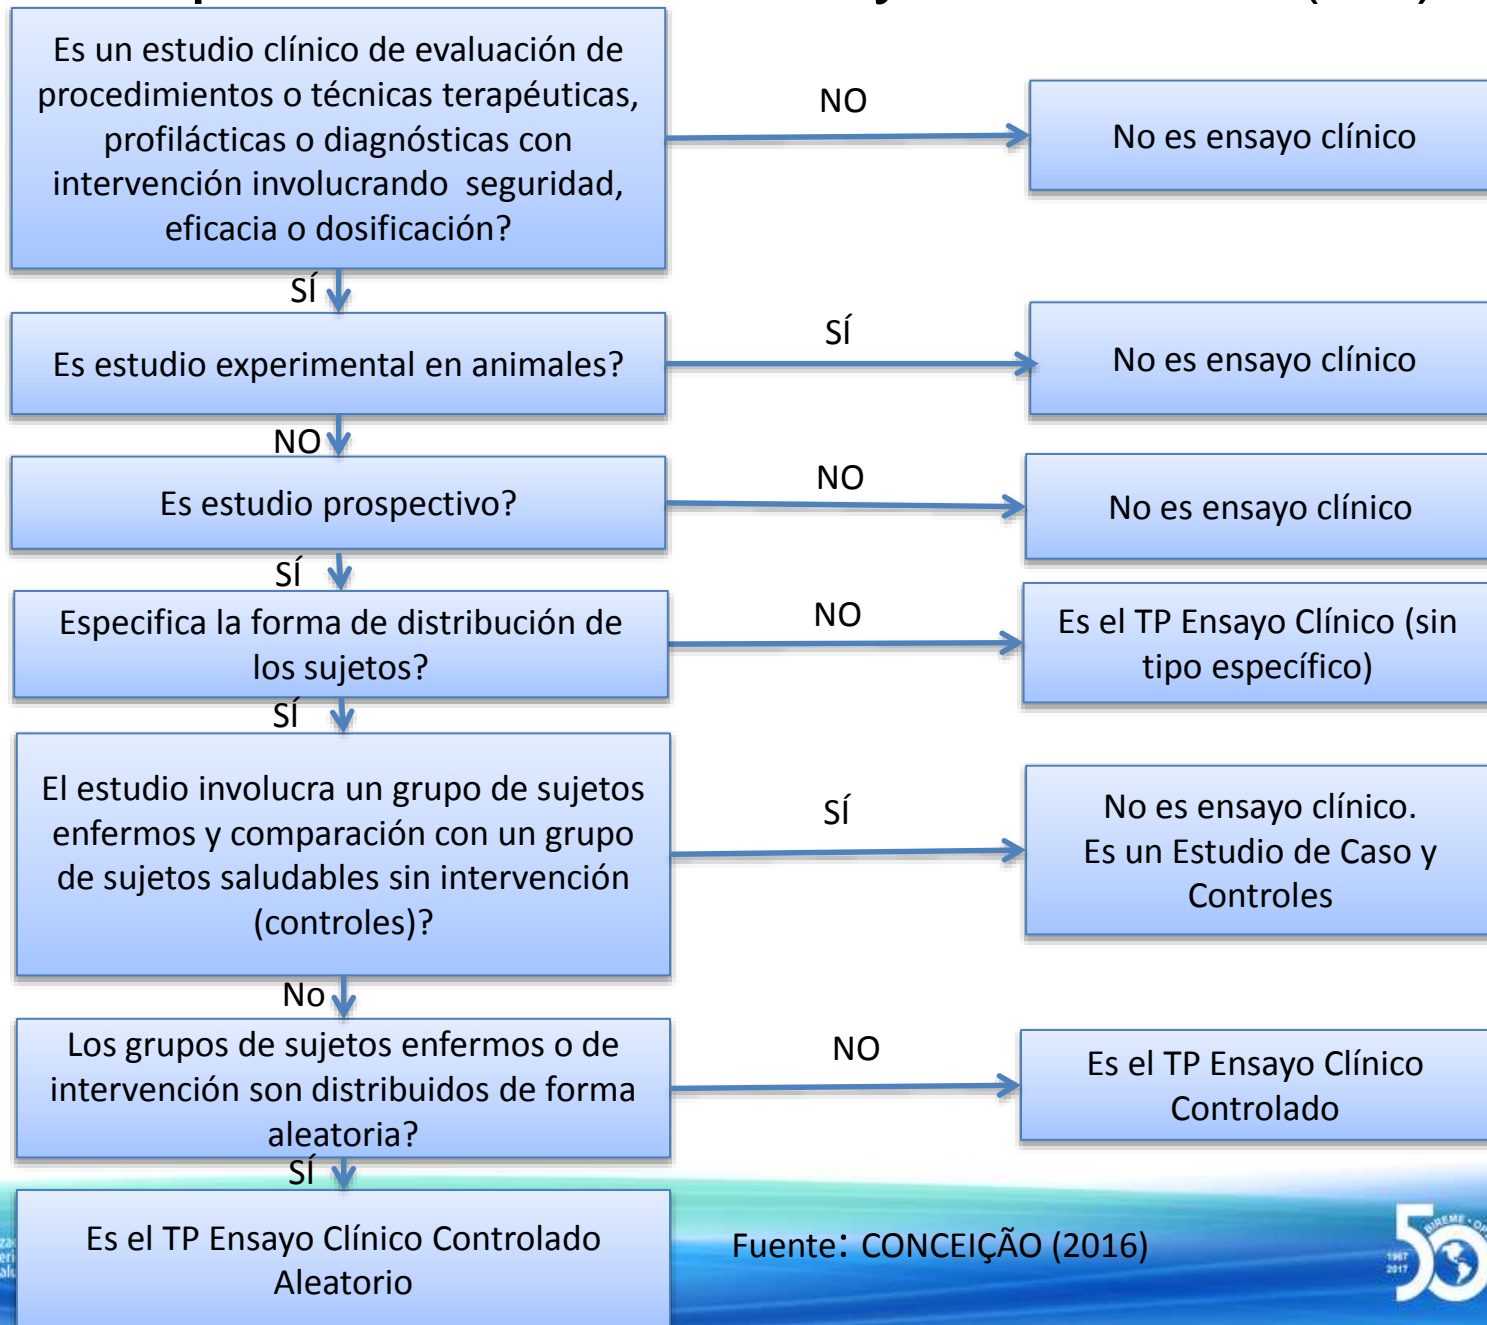 Es un estudio clínico de evaluación de
procedimientos o técnicas terapéuticas,
profilácticas o diagnósticas con
intervención involucrando seguridad,
eficacia o dosificación?
NO
No es ensayo clínico
SÍ
Es estudio experimental en animales?
SÍ
No es ensayo clínico
NO
Es estudio prospectivo?
NO
No es ensayo clínico
SÍ
Especifica la forma de distribución de
los sujetos?
NO
Es el TP Ensayo Clínico (sin
tipo específico)
SÍ
El estudio involucra un grupo de sujetos
enfermos y comparación con un grupo
de sujetos saludables sin intervención
(controles)?
SÍ
No es ensayo clínico.
Es un Estudio de Caso y
Controles
No
Los grupos de sujetos enfermos o de
intervención son distribuidos de forma
aleatoria?
NO
Es el TP Ensayo Clínico
Controlado
SÍ
Es el TP Ensayo Clínico Controlado
Aleatorio
Fuente: CONCEIÇÃO (2016)
50
BIREME
1967
2017